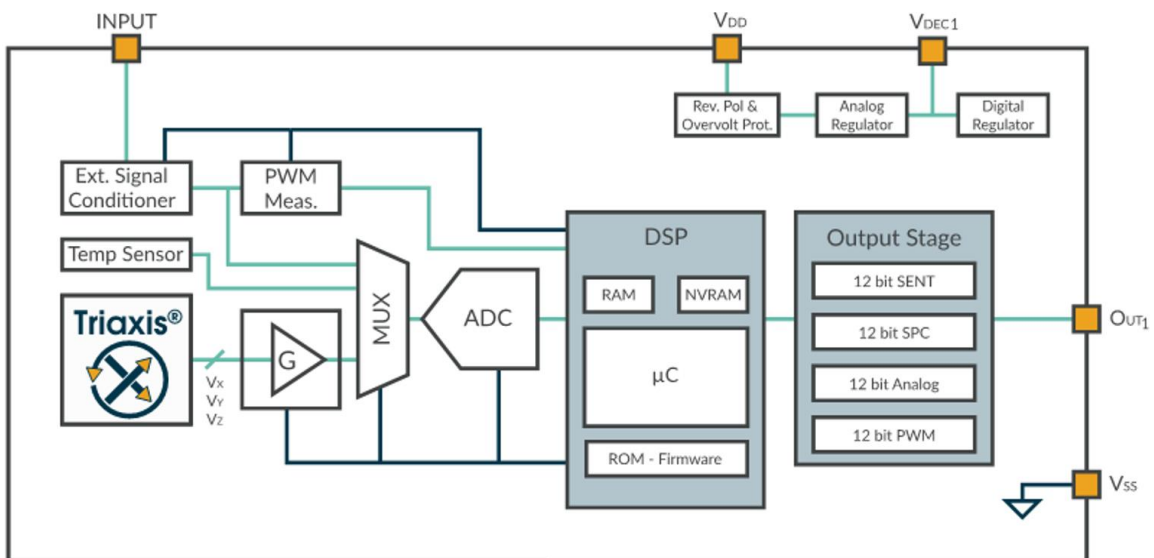 INPUT
VDD
VDEC1
Rev. Pol &
Overvolt Prot.
Analog
Regulator
Digital
Regulator
Ext. Signal
Conditioner
PWM
Meas.
Temp Sensor
Triaxis®
VX
VY
VZ
G
MUX
ADC
DSP
RAM
NVRAM
µC
ROM - Firmware
Output Stage
12 bit SENT
12 bit SPC
12 bit Analog
12 bit PWM
OUT1
VSS